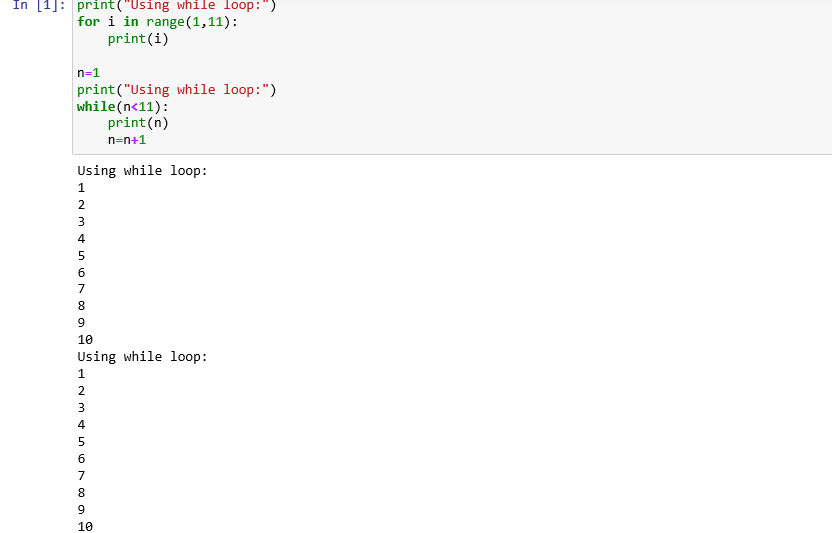 In [1]: print("Using while loop:")
for i in range(1,11):
    print(i)

n=1
print("Using while loop:")
while(n<11):
    print(n)
    n=n+1
Using while loop:
1
2
3
4
5
6
7
8
9
10
Using while loop:
1
2
3
4
5
6
7
8
9
10